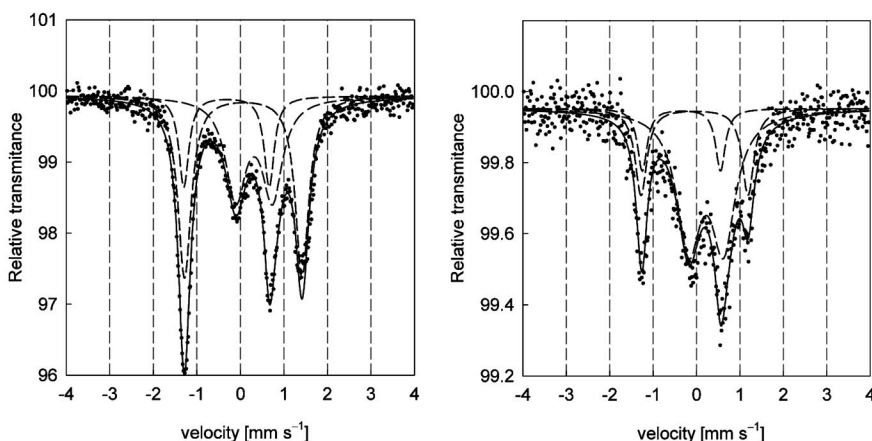 101
100
99
98
97
96
Relative transmitance
-4 -3 -2 -1 0 1 2 3 4
velocity [mm s⁻¹]
99.2
100.0
99.8
99.6
99.4
99.2
Relative transmitance
-4 -3 -2 -1 0 1 2 3 4
velocity [mm s⁻¹]